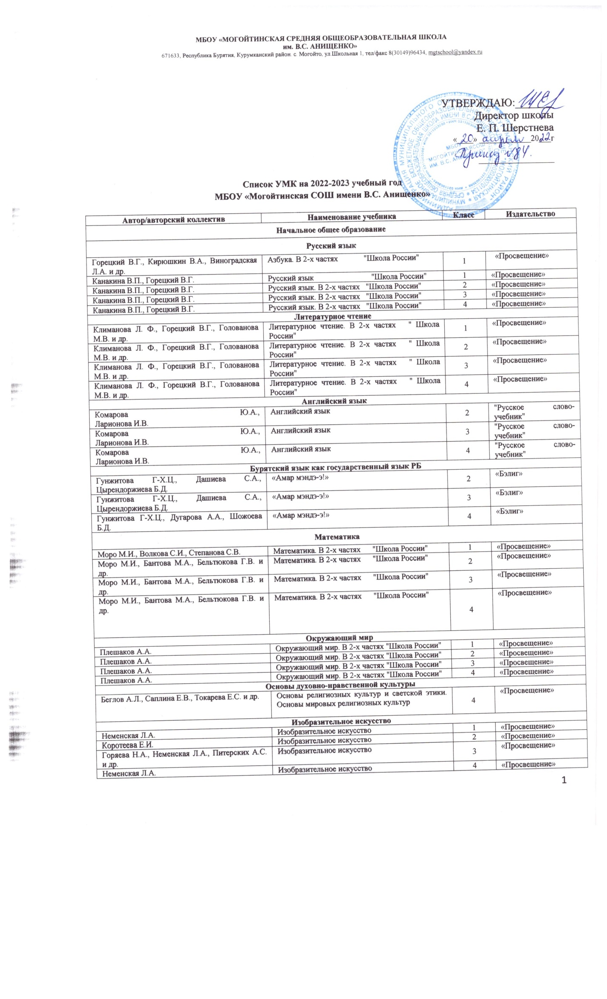 МБОУ «МОГОЙТИНСКАЯ СРЕДНЯЯ ОБЩЕОБРАЗОВАТЕЛЬНАЯ ШКОЛА
им. В.С. АНИЩЕНКО»
671633, Республика Бурятия, Курумканский район. с. Могойто, ул.Школьная 1, тел/факс 8(30149)96434, mgtschool@yandex.ru
УТВЕРЖДАЮ:
Директор школы
Е. П. Шерстнева
« 20 » апреля 2022 г
Приказ №84.
МБОУ
"МОГОЙТИНСКАЯ СОШ
ИМ. В.С. АНИЩЕНКО"
Список УМК на 2022-2023 учебный год
МБОУ «Могойтинская СОШ имени В.С. Анищенко»
Автор/авторский коллектив Наименование учебника Класс Издательство
Начальное общее образование
Русский язык
Горецкий В.Г., Кирюшкин В.А., Виноградская Азбука. В 2-х частях "Школа России" 1 «Просвещение»
Л.А. и др.
Канакина В.П., Горецкий В.Г. Русский язык "Школа России" 1 «Просвещение»
Канакина В.П., Горецкий В.Г. Русский язык. В 2-х частях "Школа России" 2 «Просвещение»
Канакина В.П., Горецкий В.Г. Русский язык. В 2-х частях "Школа России" 3 «Просвещение»
Канакина В.П., Горецкий В.Г. Русский язык. В 2-х частях "Школа России" 4 «Просвещение»
Литературное чтение
Климанова Л. Ф., Горецкий В.Г., Голованова Литературное чтение. В 2-х частях " Школа 1 «Просвещение»
М.В. и др. России"
Климанова Л. Ф., Горецкий В.Г., Голованова Литературное чтение. В 2-х частях " Школа 2 «Просвещение»
М.В. и др. России"
Климанова Л. Ф., Горецкий В.Г., Голованова Литературное чтение. В 2-х частях " Школа 3 «Просвещение»
М.В. и др. России"
Климанова Л. Ф., Горецкий В.Г., Голованова Литературное чтение. В 2-х частях " Школа 4 «Просвещение»
М.В. и др. России"
Английский язык
Комарова Ю.А., Английский язык 2 "Русское слово-
Ларионова И.В. учебник"
Комарова Ю.А., Английский язык 3 "Русское слово-
Ларионова И.В. учебник"
Комарова Ю.А., Английский язык 4 "Русское слово-
Ларионова И.В. учебник"
Бурятский язык как государственный язык РБ
Гунжитова Г-Х.Ц., Дашиева С.А., «Амар мэндэ-э!» 2 «Бэлиг»
Цырендоржиева Б.Д.
Гунжитова Г-Х.Ц., Дашиева С.А., «Амар мэндэ-э!» 3 «Бэлиг»
Цырендоржиева Б.Д.
Гунжитова Г-Х.Ц., Дугарова А.А., Шожоева «Амар мэндэ-э!» 4 «Бэлиг»
Б.Д.
Математика
Моро М.И., Волкова С.И., Степанова С.В. Математика. В 2-х частях "Школа России" 1 «Просвещение»
Моро М.И., Бантова М.А., Бельтюкова Г.В. и Математика. В 2-х частях "Школа России" 2 «Просвещение»
др.
Моро М.И., Бантова М.А., Бельтюкова Г.В. и Математика. В 2-х частях "Школа России" 3 «Просвещение»
др.
Моро М.И., Бантова М.А., Бельтюкова Г.В. и Математика. В 2-х частях "Школа России" 4 «Просвещение»
др.
Окружающий мир
Плешаков А.А. Окружающий мир. В 2-х частях "Школа России" 1 «Просвещение»
Плешаков А.А. Окружающий мир. В 2-х частях "Школа России" 2 «Просвещение»
Плешаков А.А. Окружающий мир. В 2-х частях "Школа России" 3 «Просвещение»
Плешаков А.А. Окружающий мир. В 2-х частях "Школа России" 4 «Просвещение»
Основы духовно-нравственной культуры
Беглов А.Л., Саплина Е.В., Токарева Е.С. и др. Основы религиозных культур и светской этики. 4 «Просвещение»
Основы мировых религиозных культур
Изобразительное искусство
Неменская Л.А. Изобразительное искусство 1 «Просвещение»
Коротеева Е.И. Изобразительное искусство 2 «Просвещение»
Горяева Н.А., Неменская Л.А., Питерских А.С. Изобразительное искусство 3 «Просвещение»
и др.
Неменская Л.А. Изобразительное искусство 4 «Просвещение»
1